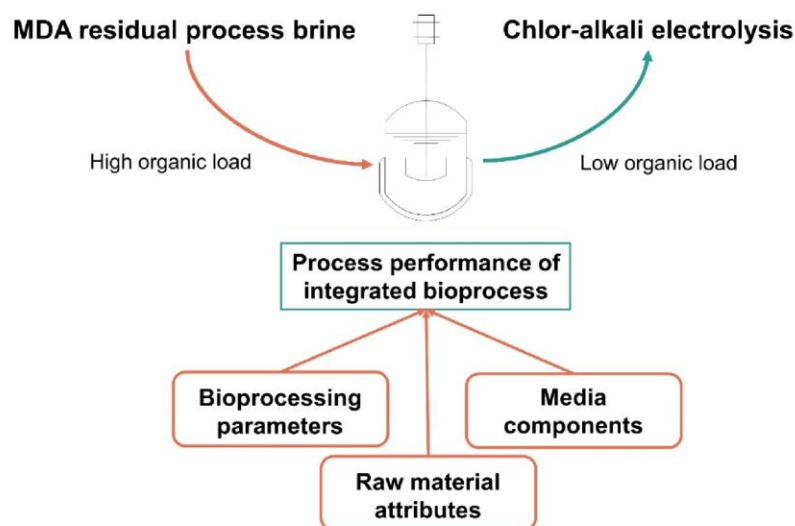 MDA residual process brine
Chlor-alkali electrolysis
High organic load
Low organic load
Process performance of
integrated bioprocess
Bioprocessing
parameters
Media
components
Raw material
attributes